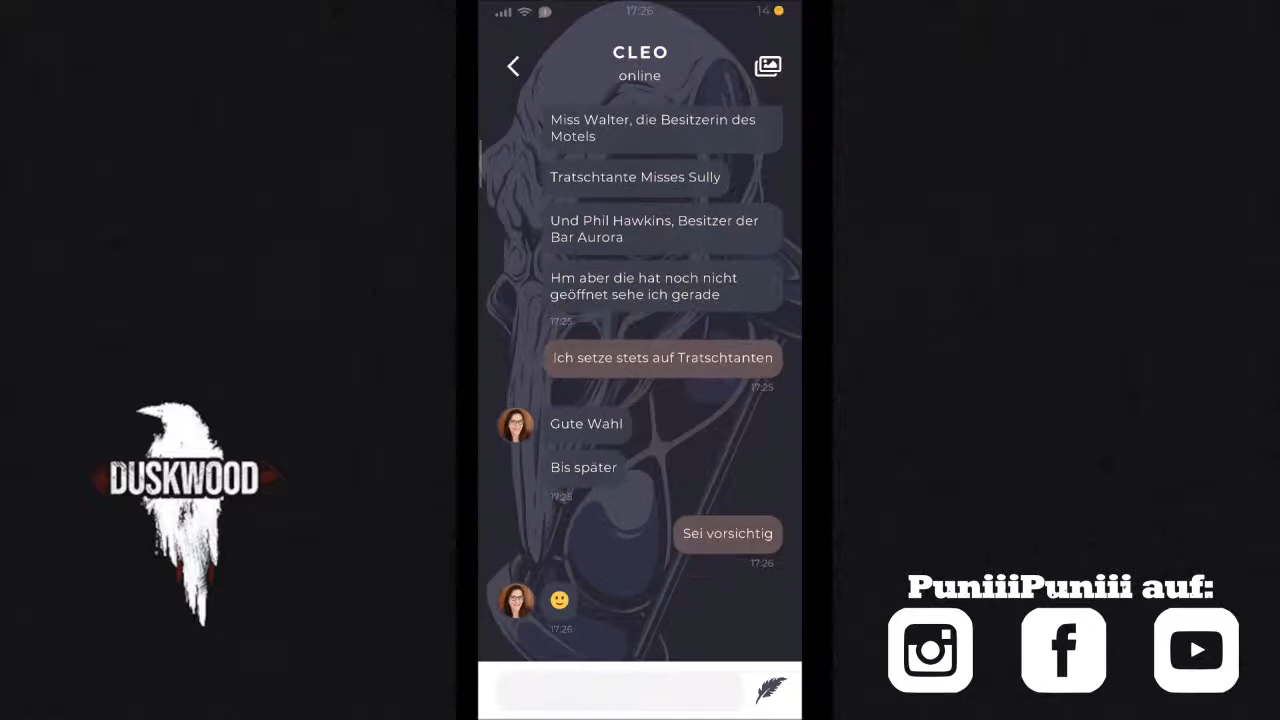 17:26
14
CLEO
online
Miss Walter, die Besitzerin des
Motels
Tratschtante Misses Sully
Und Phil Hawkins, Besitzer der
Bar Aurora
Hm aber die hat noch nicht
geöffnet sehe ich gerade
17:25
Ich setze stets auf Tratschtanten
17:25
Gute Wahl
Bis später
17:25
Sei vorsichtig
17:26
🙂
17:26
DUSKWOOD
PuniiiPuniii auf: